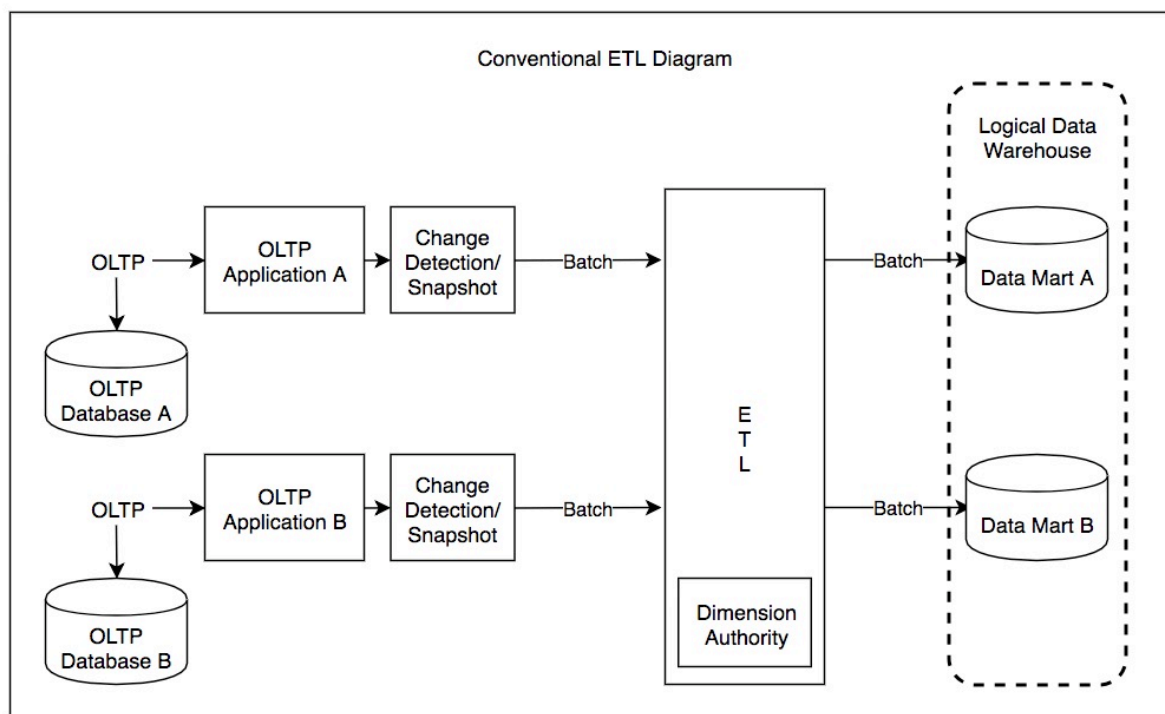 Conventional ETL Diagram
Logical Data
Warehouse
OLTP
OLTP
Application A
Change
Detection/
Snapshot
Batch
Batch
Data Mart A
OLTP
Database A
E
T
L
OLTP
OLTP
Application B
Change
Detection/
Snapshot
Batch
Batch
Data Mart B
OLTP
Database B
Dimension
Authority